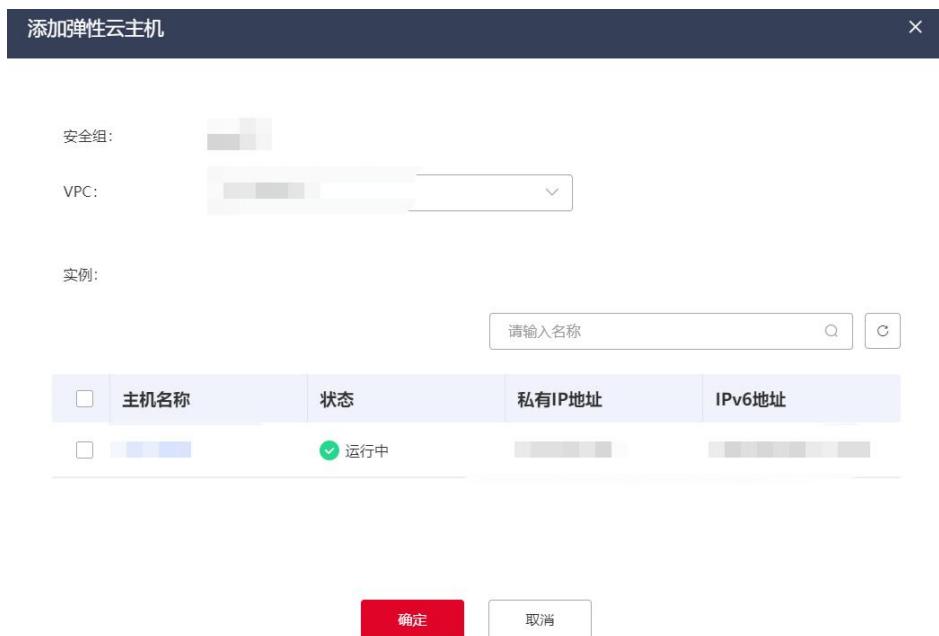 添加弹性云主机
安全组：
VPC：
实例：
请输入名称
主机名称 状态 私有IP地址 IPv6地址
运行中
确定 取消